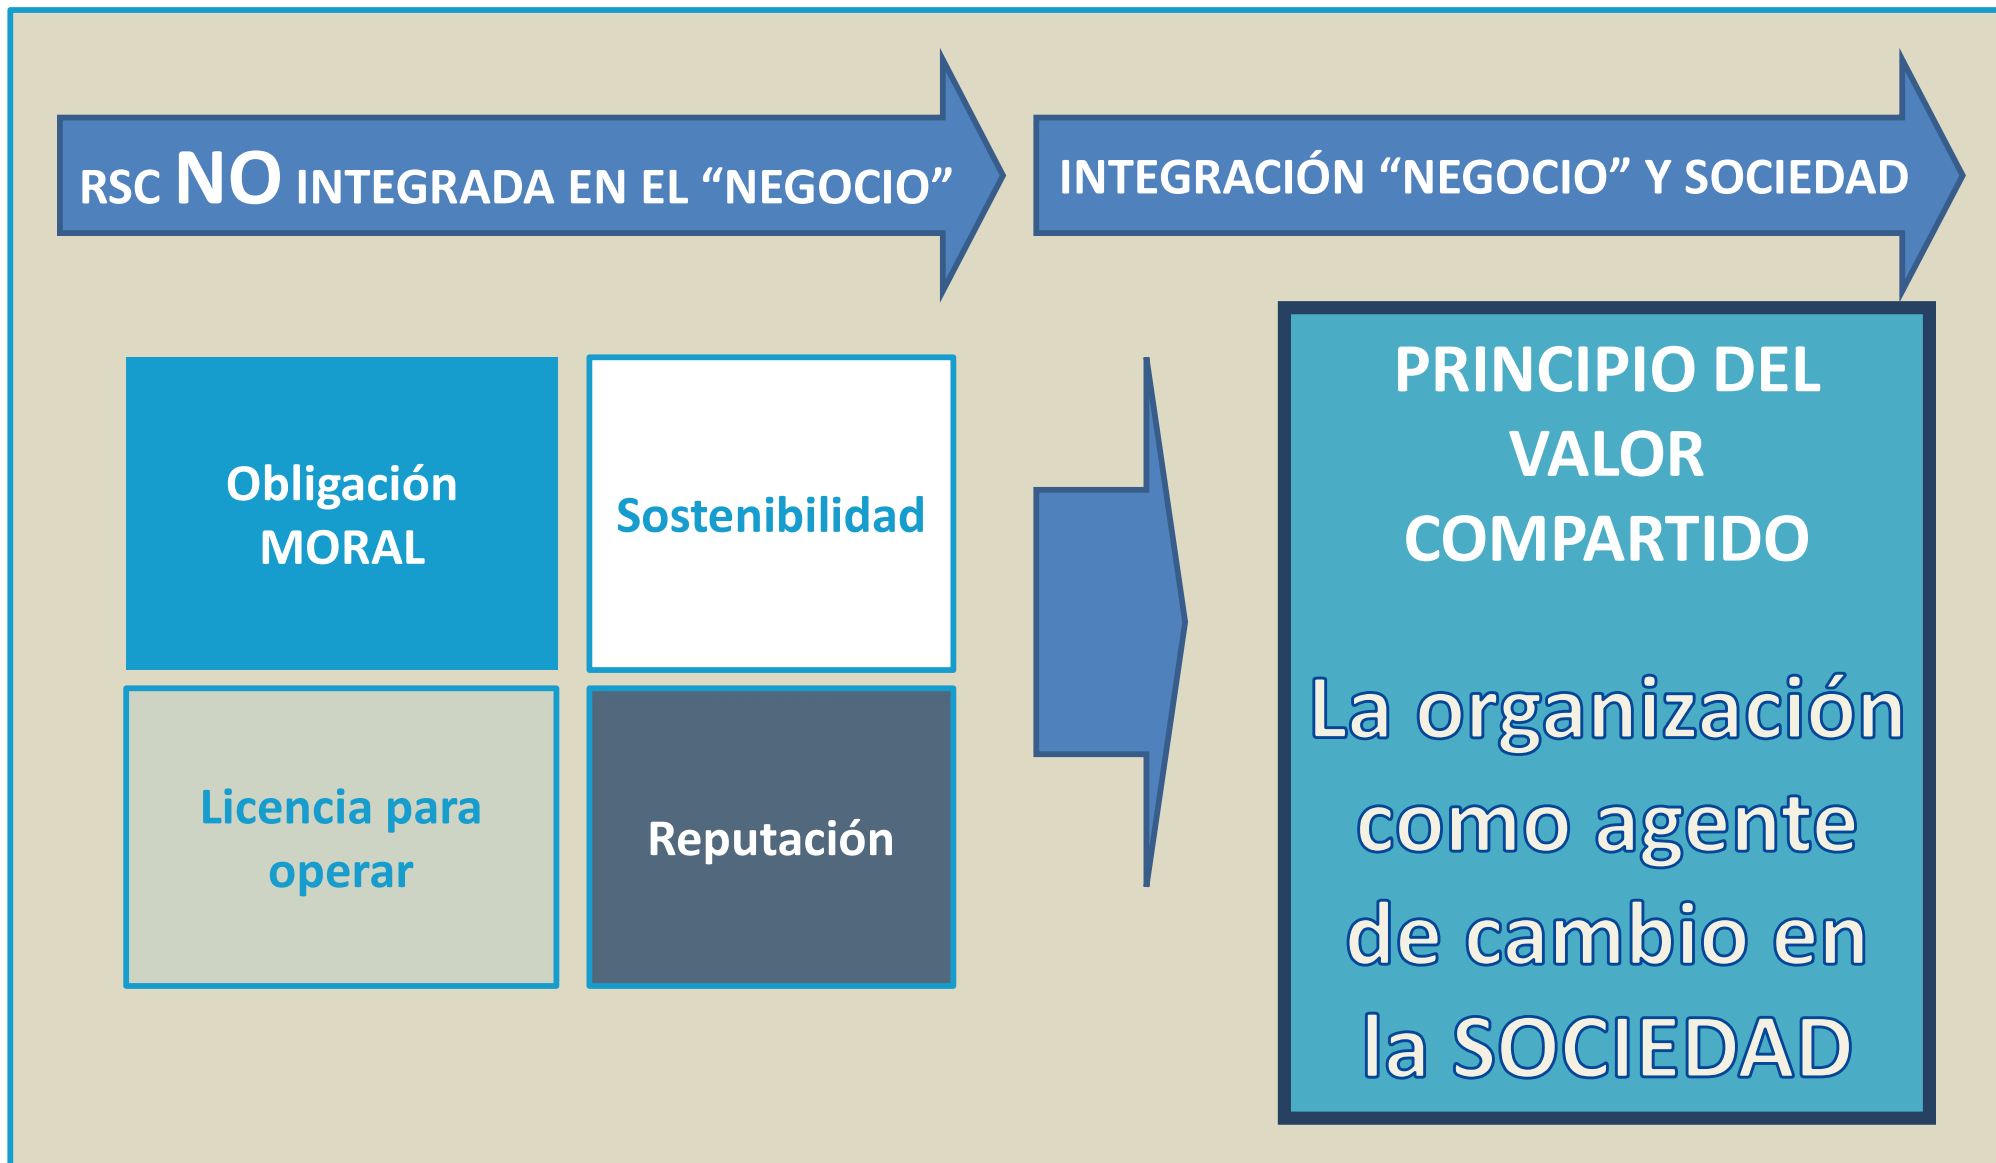 RSC NO INTEGRADA EN EL “NEGOCIO”
INTEGRACIÓN “NEGOCIO” Y SOCIEDAD
Obligación
MORAL
Sostenibilidad
Licencia para
operar
Reputación
PRINCIPIO DEL
VALOR
COMPARTIDO
La organización
como agente
de cambio en
la SOCIEDAD